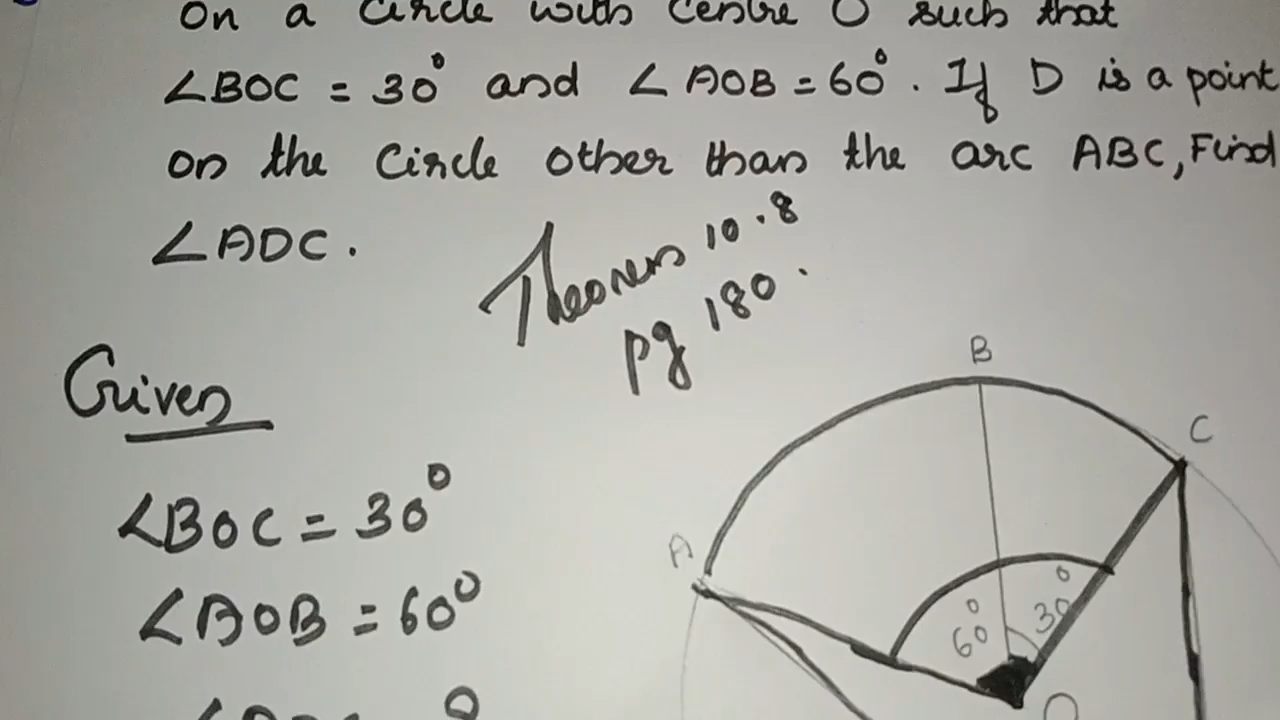 On a Circle with Centre O such that
∠BOC = 30° and ∠AOB = 60°. If D is a point
on the Circle other than the arc ABC, Find
∠ADC.
Theorem 10.8
pg 180.
Given
∠BOC = 30°
∠AOB = 60°
B
C
A
60°
30°
O